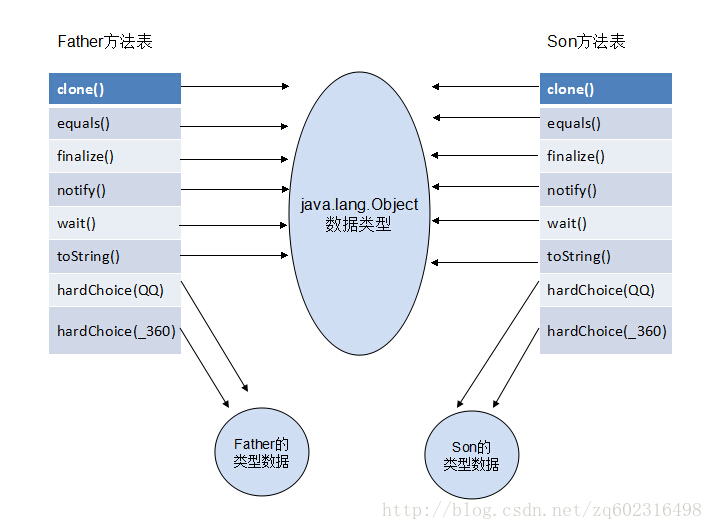 Father方法表
Son方法表
clone()
equals()
finalize()
notify()
wait()
toString()
hardChoice(QQ)
hardChoice(_360)
java.lang.Object
数据类型
clone()
equals()
finalize()
notify()
wait()
toString()
hardChoice(QQ)
hardChoice(_360)
Father的
类型数据
Son的
类型数据
http://blog.csdn.net/zq602316498